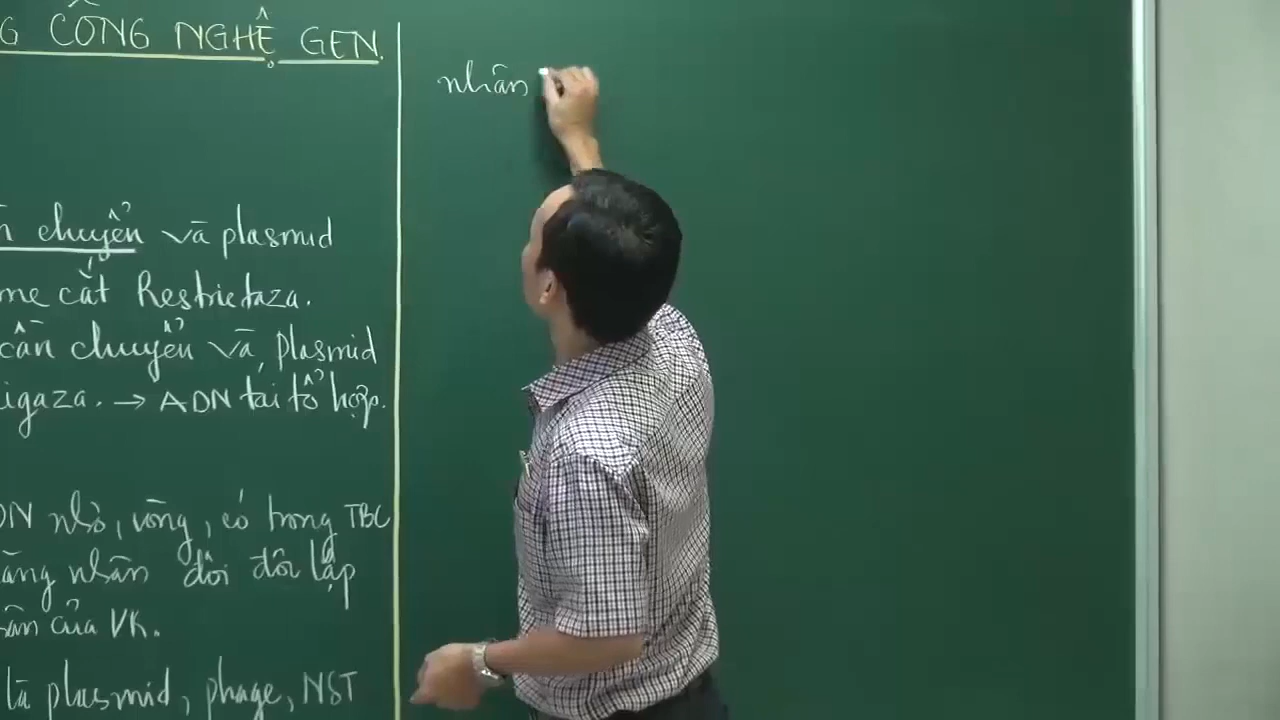 G CÔNG NGHỆ GEN.
n chuyển và plasmid
me cắt Restrictaza.
cần chuyển và plasmid
igaza. → ADN tái tổ hợp.
DN nhỏ, vòng, có trong TBC
ăng nhân đôi độc lập
ân của VK.
là plasmid, phage, NST
nhân